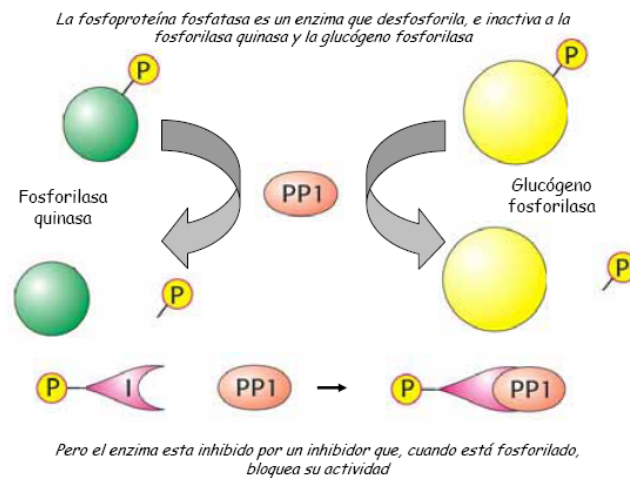 La fosfoproteína fosfatasa es un enzima que desfosforila, e inactiva a la
fosforilasa quinasa y la glucógeno fosforilasa
P
P
PP1
Fosforilasa
quinasa
Glucógeno
fosforilasa
P
P
P
I
PP1
P
PP1
Pero el enzima esta inhibido por un inhibidor que, cuando está fosforilado,
bloquea su actividad